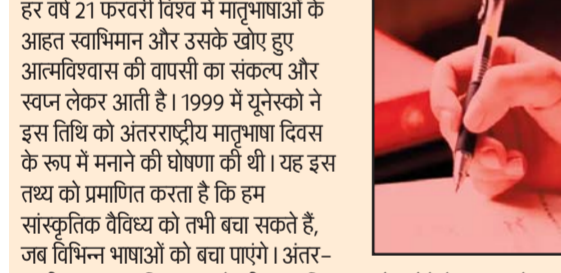 हर वर्ष 21 फरवरी विश्व में मातृभाषाओं के
आहत स्वाभिमान और उसके खोए हुए
आत्मविश्वास की वापसी का संकल्प और
स्वप्न लेकर आती है। 1999 में यूनेस्को ने
इस तिथि को अंतरराष्ट्रीय मातृभाषा दिवस
के रूप में मनाने की घोषणा की थी। यह इस
तथ्य को प्रमाणित करता है कि हम
सांस्कृतिक वैविध्य को तभी बचा सकते हैं,
जब विभिन्न भाषाओं को बचा पाएंगे। अंतर-